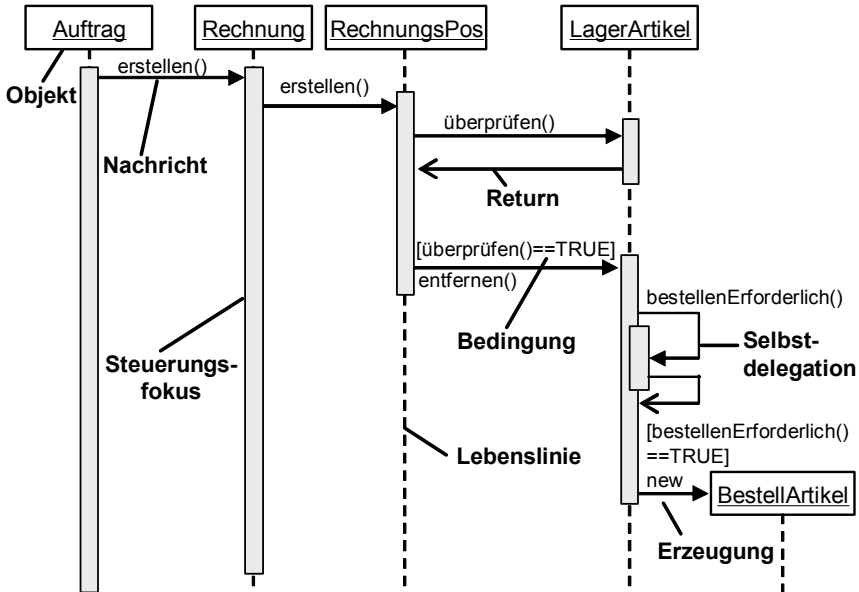 Auftrag
Rechnung
RechnungsPos
LagerArtikel
erstellen()
Objekt
erstellen()
überprüfen()
Nachricht
Return
[überprüfen()==TRUE]
entfernen()
bestellenErforderlich()
Bedingung
Selbst-
delegation
Steuerungs-
fokus
[bestellenErforderlich()
==TRUE]
Lebenslinie
new
BestellArtikel
Erzeugung